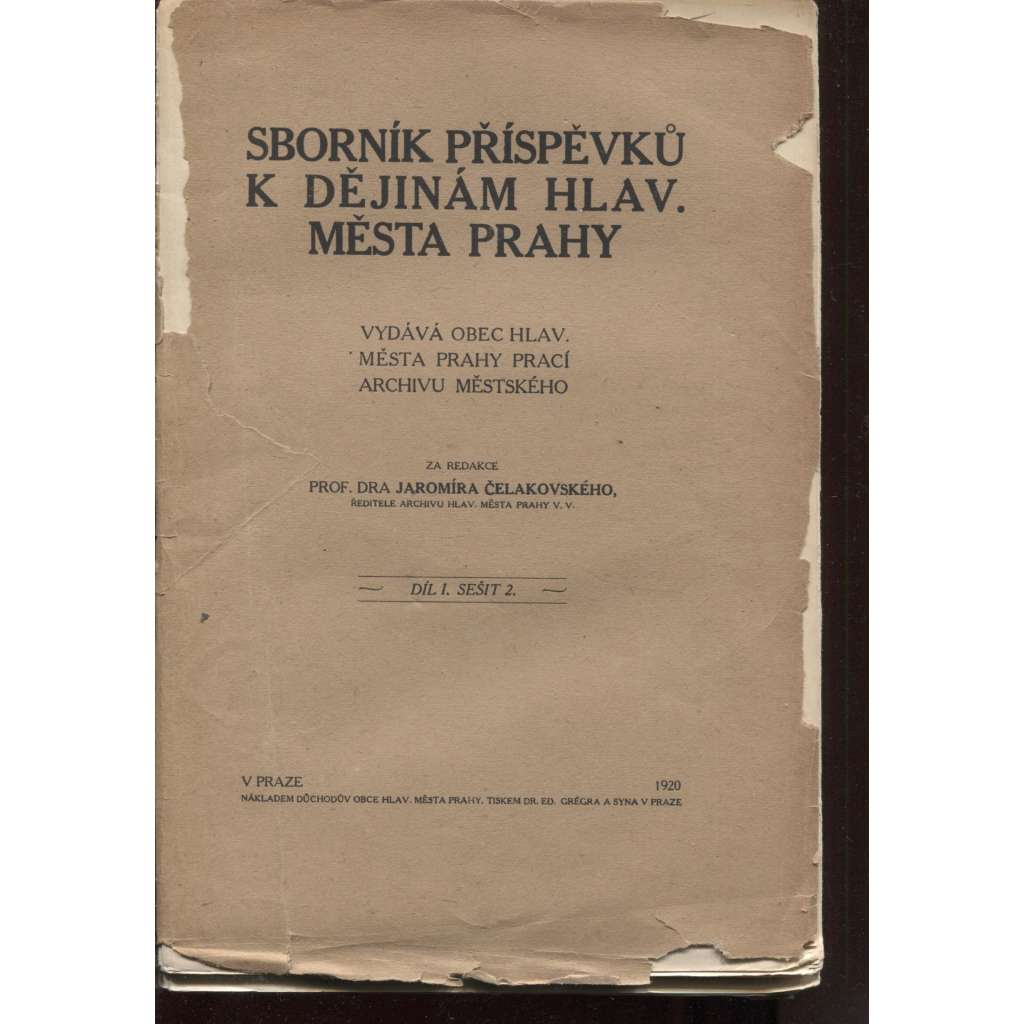 SBORNÍK PŘÍSPĚVKŮ
K DĚJINÁM HLAV.
MĚSTA PRAHY
VYDÁVÁ OBEC HLAV.
MĚSTA PRAHY PRACÍ
ARCHIVU MĚSTSKÉHO
ZA REDAKCE
PROF. DRA JAROMÍRA ČELAKOVSKÉHO,
ŘEDITELE ARCHIVU HLAV. MĚSTA PRAHY V. V.
DÍL I. SEŠIT 2.
V PRAZE 1920
NÁKLADEM DŮCHODŮV OBCE HLAV. MĚSTA PRAHY. TISKEM DR. ED. GRÉGRA A SYNA V PRAZE